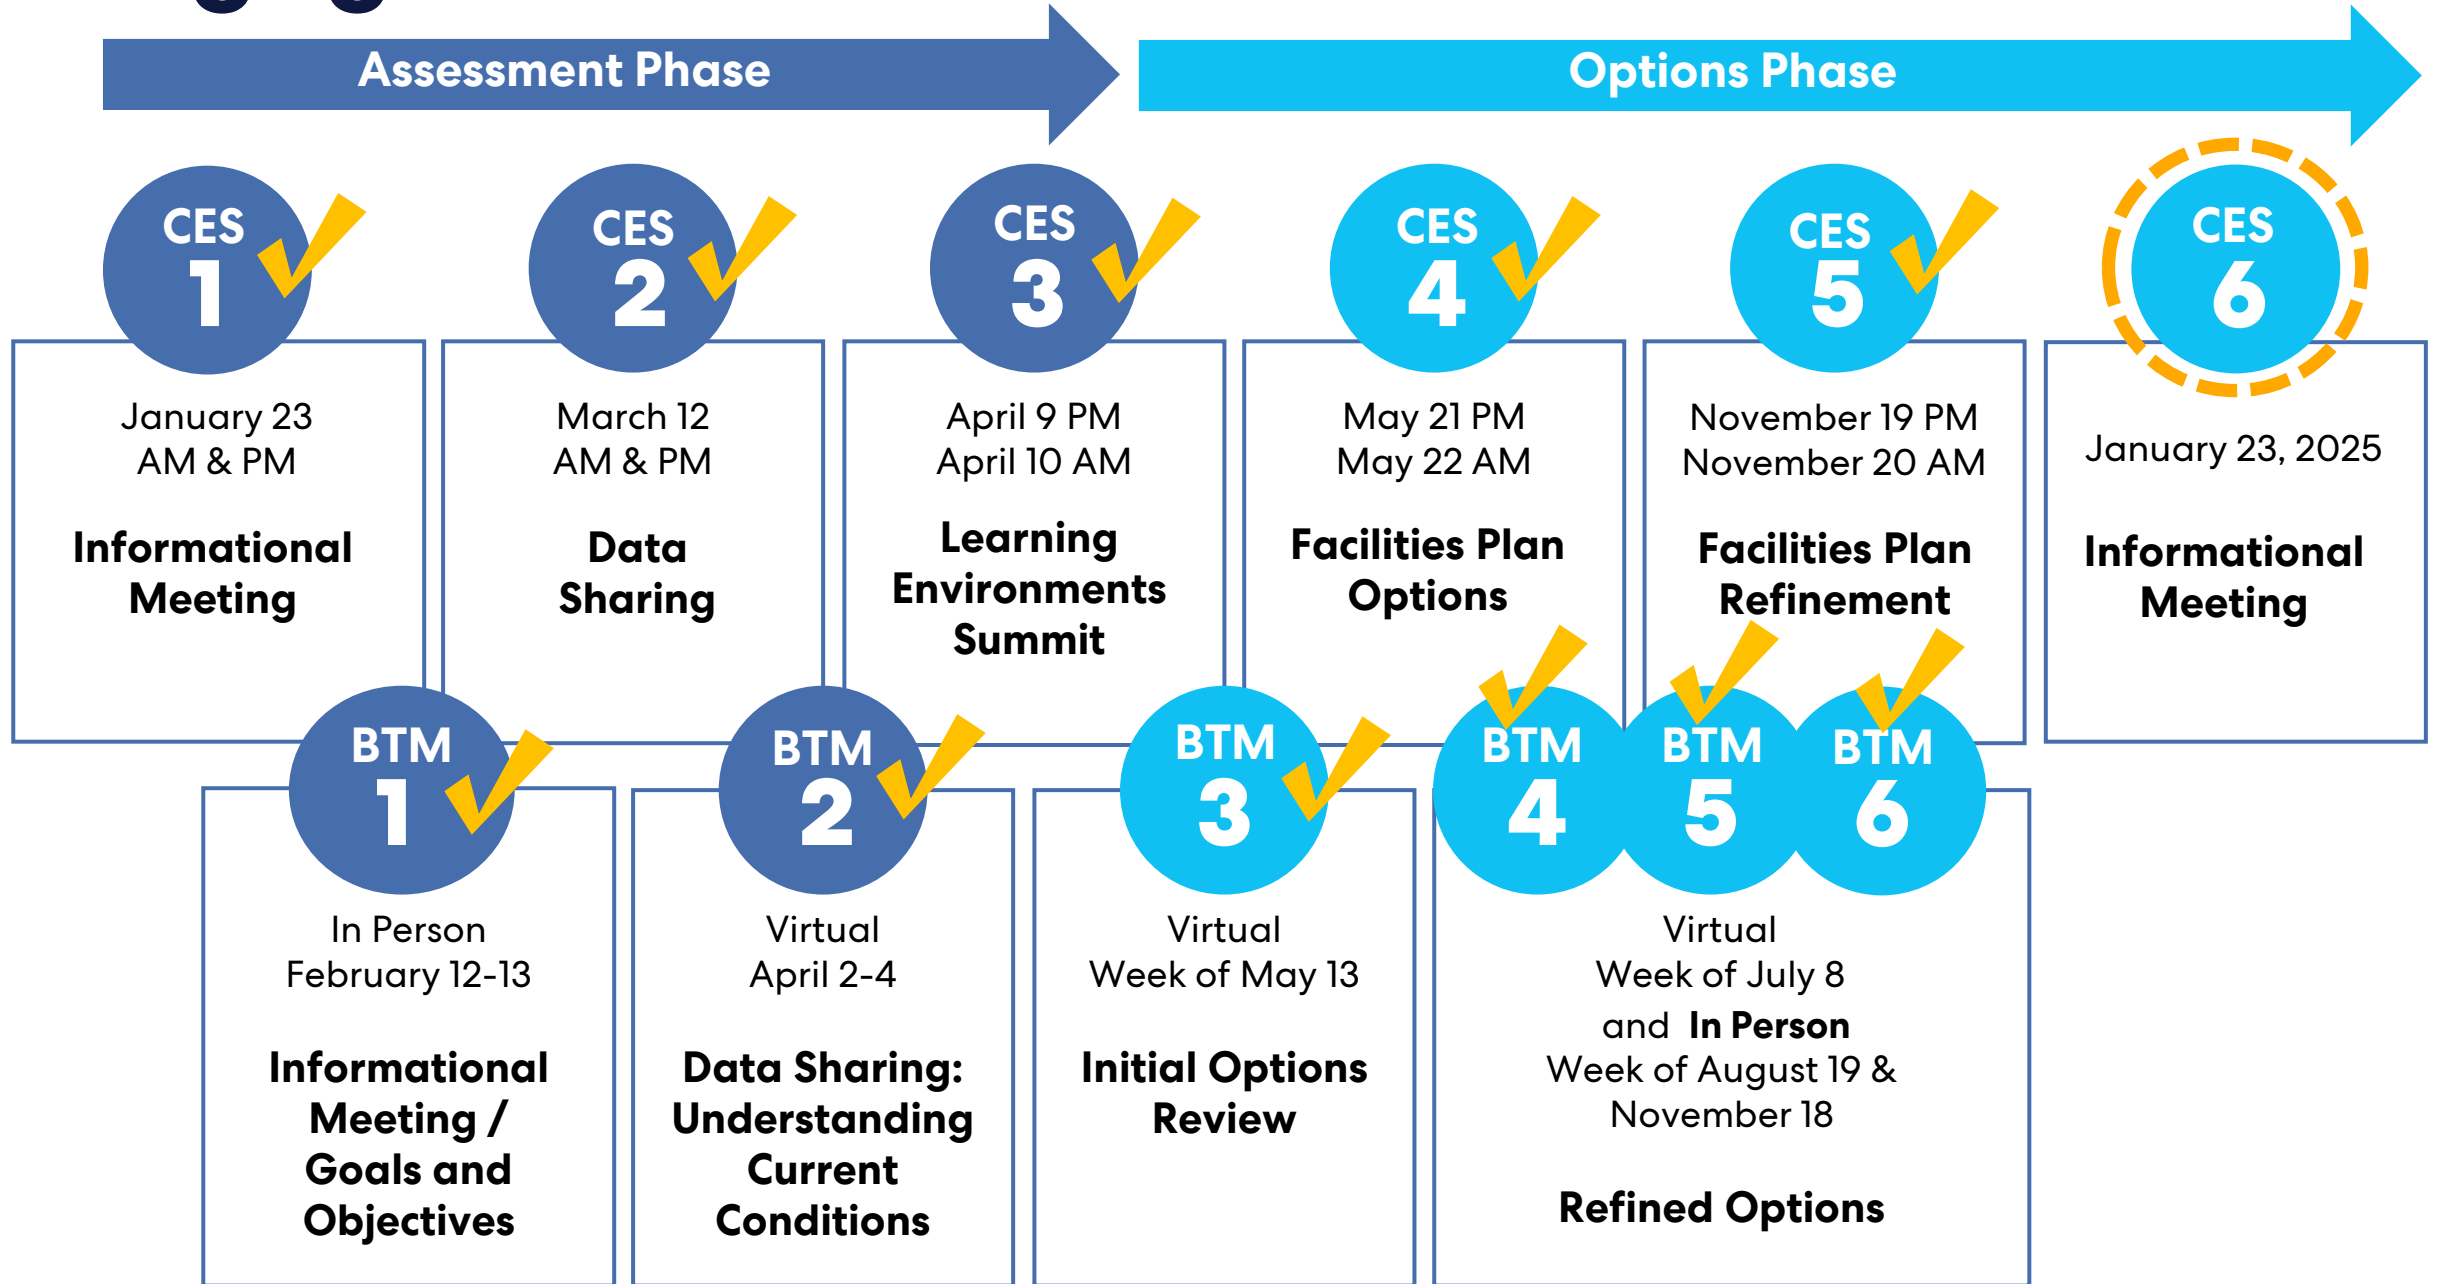 Assessment Phase
Options Phase
CES
1
CES
2
CES
3
CES
4
CES
5
CES
6
January 23
AM & PM
Informational
Meeting
March 12
AM & PM
Data
Sharing
April 9 PM
April 10 AM
Learning
Environments
Summit
May 21 PM
May 22 AM
Facilities Plan
Options
November 19 PM
November 20 AM
Facilities Plan
Refinement
January 23, 2025
Informational
Meeting
BTM
1
BTM
2
BTM
3
BTM
4
BTM
5
BTM
6
In Person
February 12-13
Informational
Meeting /
Goals and
Objectives
Virtual
April 2-4
Data Sharing:
Understanding
Current
Conditions
Virtual
Week of May 13
Initial Options
Review
Virtual
Week of July 8
and In Person
Week of August 19 &
November 18
Refined Options